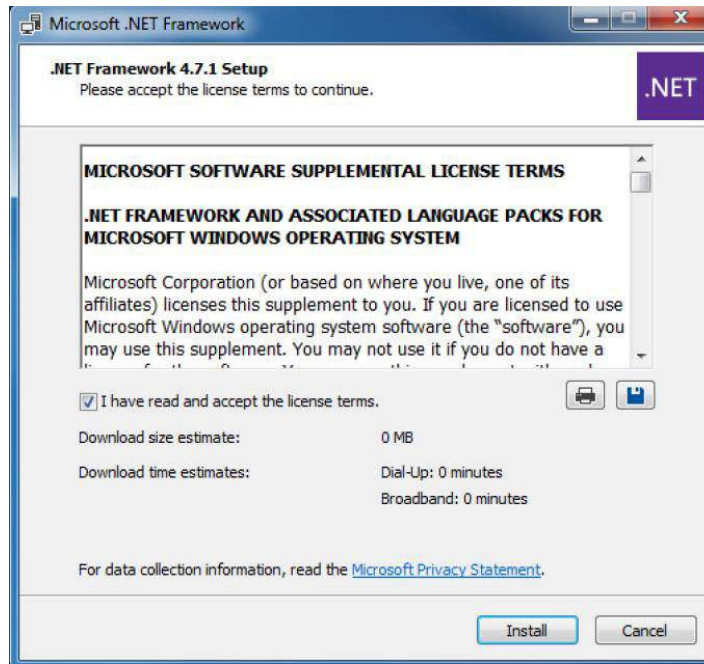 Microsoft .NET Framework
.NET Framework 4.7.1 Setup
Please accept the license terms to continue.
.NET
MICROSOFT SOFTWARE SUPPLEMENTAL LICENSE TERMS
.NET FRAMEWORK AND ASSOCIATED LANGUAGE PACKS FOR
MICROSOFT WINDOWS OPERATING SYSTEM
Microsoft Corporation (or based on where you live, one of its
affiliates) licenses this supplement to you. If you are licensed to use
Microsoft Windows operating system software (the “software”), you
may use this supplement. You may not use it if you do not have a
I have read and accept the license terms.
Download size estimate: 0 MB
Download time estimates: Dial-Up: 0 minutes
Broadband: 0 minutes
For data collection information, read the Microsoft Privacy Statement.
Install Cancel